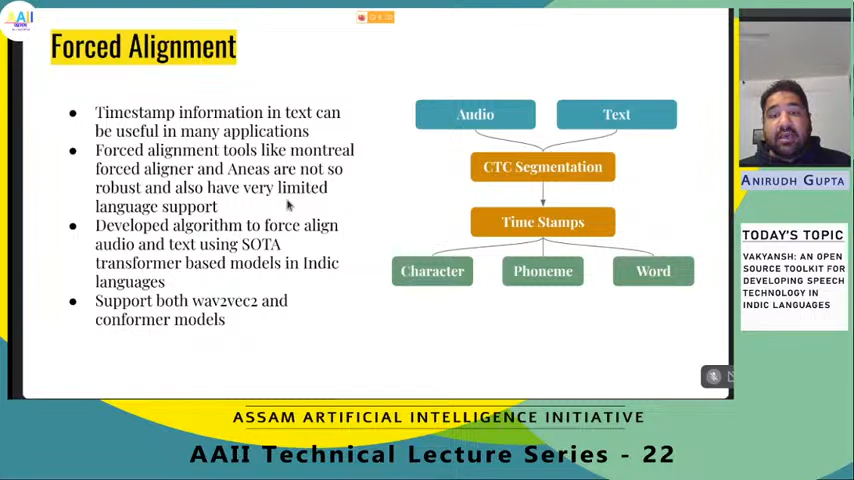 AAII
Forced Alignment
Timestamp information in text can
be useful in many applications
Forced alignment tools like montreal
forced aligner and Aneas are not so
robust and also have very limited
language support
Developed algorithm to force align
audio and text using SOTA
transformer based models in Indic
languages
Support both wav2vec2 and
conformer models
Audio
Text
CTC Segmentation
Time Stamps
Character
Phoneme
Word
ANIRUDH GUPTA
TODAY'S TOPIC
VAKYANSH: AN OPEN
SOURCE TOOLKIT FOR
DEVELOPING SPEECH
TECHNOLOGY IN
INDIC LANGUAGES
ASSAM ARTIFICIAL INTELLIGENCE INITIATIVE
AAII Technical Lecture Series - 22